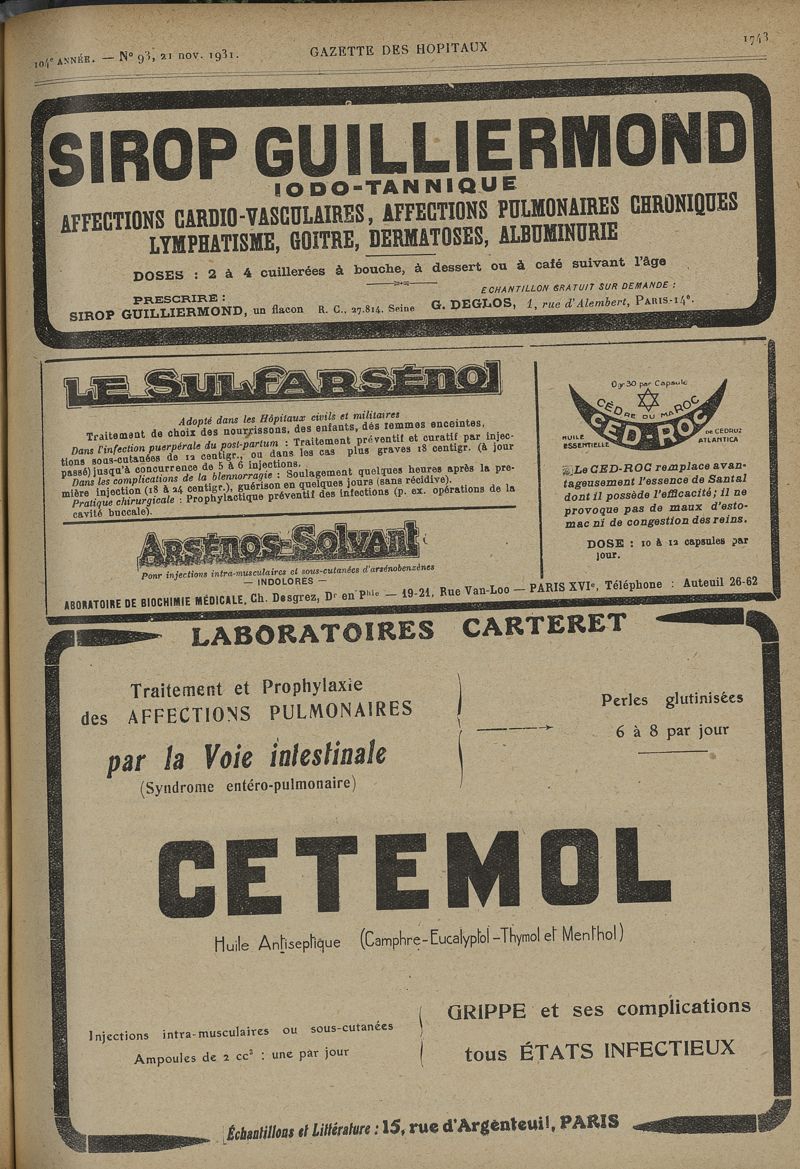 104e ANNÉE. — No 93, 21 nov. 1931.
GAZETTE DES HOPITAUX
1743
SIROP GUILLIERMOND
IODO-TANNIQUE
AFFECTIONS CARDIO-VASCULAIRES, AFFECTIONS PULMONAIRES CHRONIQUES
LYMPHATISME, GOITRE, DERMATOSES, ALBUMINURIE
DOSES : 2 à 4 cuillerées à bouche, à dessert ou à café suivant l'âge
PRESCRIRE :
SIROP GUILLIERMOND, un flacon R. C., 27.814. Seine
ECHANTILLON GRATUIT SUR DEMANDE :
G. DEGLOS, 1, rue d'Alembert, PARIS-14e.
LE SULFARSÉNOL
Adopté dans les Hôpitaux civils et militaires
Traitement de choix des nourrissons, des enfants, des femmes enceintes,
Dans l'infection puerpérale du post-partum : Traitement préventif et curatif par injec-
tions sous-cutanées de 12 centigr., ou dans les cas plus graves 18 centigr. (à jour
passé) jusqu'à concurrence de 5 à 6 injections.
Dans les complications de la blennorragie : Soulagement quelques heures après la pre-
mière injection (18 à 24 centigr.), guérison en quelques jours (sans récidive).
Pratique chirurgicale : Prophylactique préventif des infections (p. ex. opérations de la
cavité buccale).
Arsénos-Solvant
Pour injections intra-musculaires et sous-cutanées d'arsénobenzènes
— INDOLORES —
0gr30 par Capsule
CÈDRE DU MAROC
CED-ROC
HUILE
ESSENTIELLE
DE CEDRUS
ATLANTICA
Le CED-ROC remplace avan-
tageusement l'essence de Santal
dont il possède l'efficacité; il ne
provoque pas de maux d'esto-
mac ni de congestion des reins.
DOSE : 10 à 12 capsules par
jour.
ABORATOIRE DE BIOCHIMIE MÉDICALE, Ch. Desgrez, Dr en Phie — 19-21, Rue Van-Loo — PARIS XVIe, Téléphone : Auteuil 26-62
LABORATOIRES CARTERET
Traitement et Prophylaxie
des AFFECTIONS PULMONAIRES
par la Voie intestinale
(Syndrome entéro-pulmonaire)
Perles glutinisées
6 à 8 par jour
CETEMOL
Huile Antiseptique (Camphre-Eucalyptol-Thymol et Menthol)
Injections intra-musculaires ou sous-cutanées
Ampoules de 2 cc3 : une par jour
GRIPPE et ses complications
tous ÉTATS INFECTIEUX
Échantillons et Littérature : 15, rue d'Argenteuil, PARIS